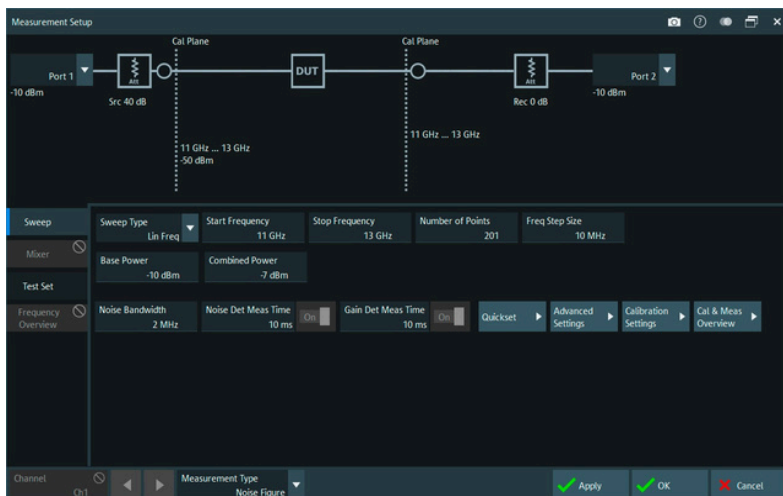 Measurement Setup
Cal Plane
Cal Plane
Port 1
Att
DUT
Att
Port 2
-10 dBm
Src 40 dB
Rec 0 dB
-10 dBm
11 GHz ... 13 GHz
-50 dBm
11 GHz ... 13 GHz
Sweep
Sweep Type
Lin Freq
Start Frequency
11 GHz
Stop Frequency
13 GHz
Number of Points
201
Freq Step Size
10 MHz
Mixer
Base Power
-10 dBm
Combined Power
-7 dBm
Test Set
Frequency
Overview
Noise Bandwidth
2 MHz
Noise Det Meas Time
10 ms
On
Gain Det Meas Time
10 ms
On
Quickset
Advanced
Settings
Calibration
Settings
Cal & Meas
Overview
Channel
Ch1
Measurement Type
Noise Figure
Apply
OK
Cancel